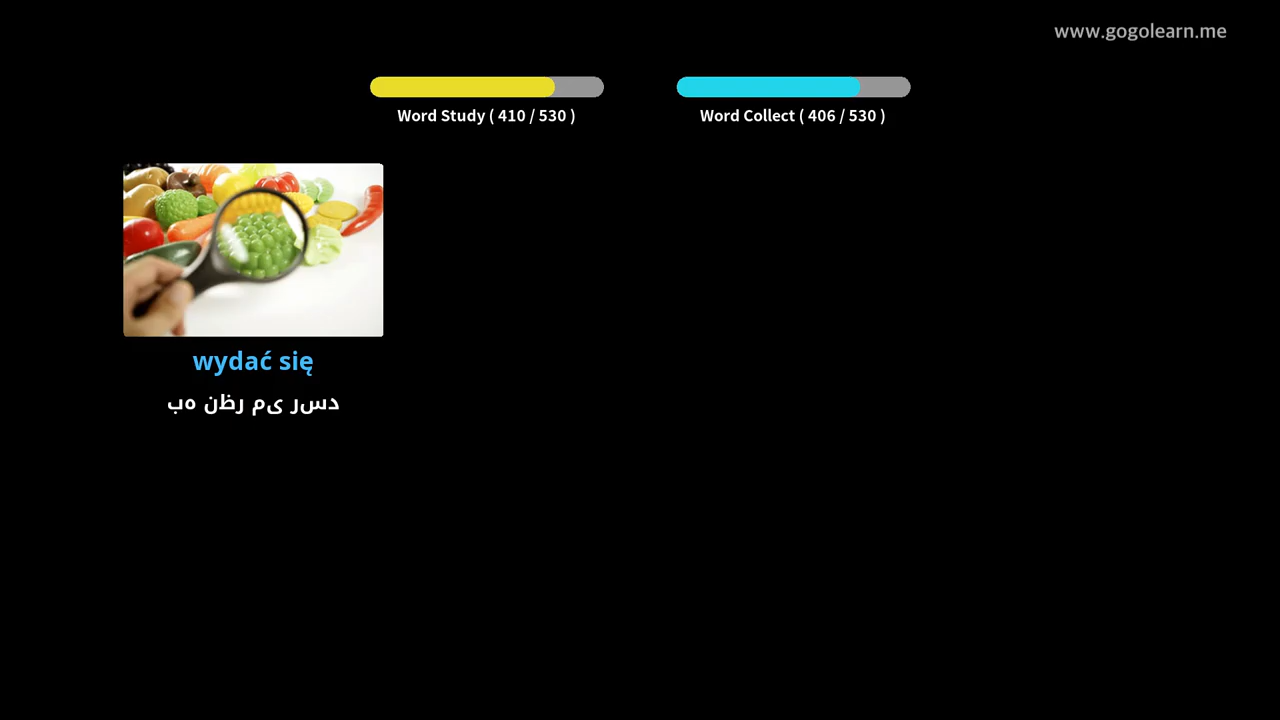 www.gogolearn.me
Word Study ( 410 / 530 )
Word Collect ( 406 / 530 )
wydać się
دسر یم رظن هب